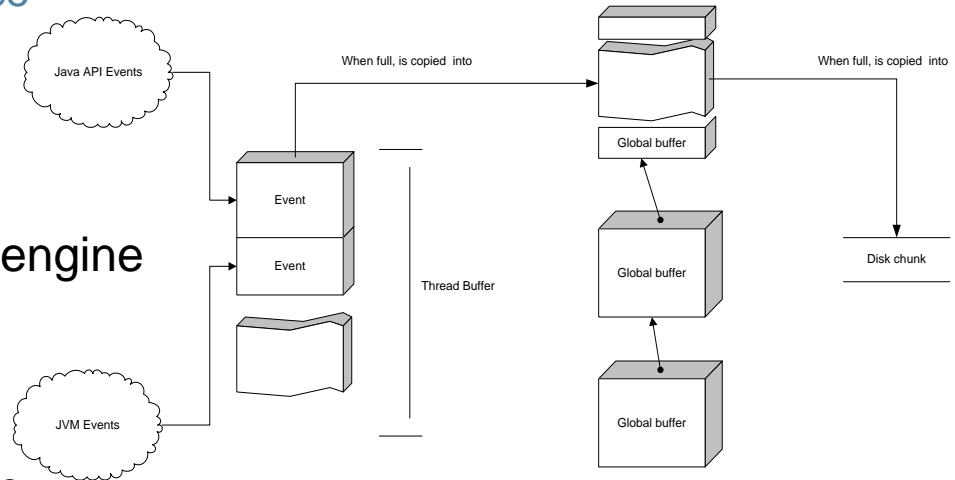 Java API Events
When full, is copied into
When full, is copied into
Global buffer
Event
engine
Event
Global buffer
Disk chunk
Thread Buffer
JVM Events
Global buffer